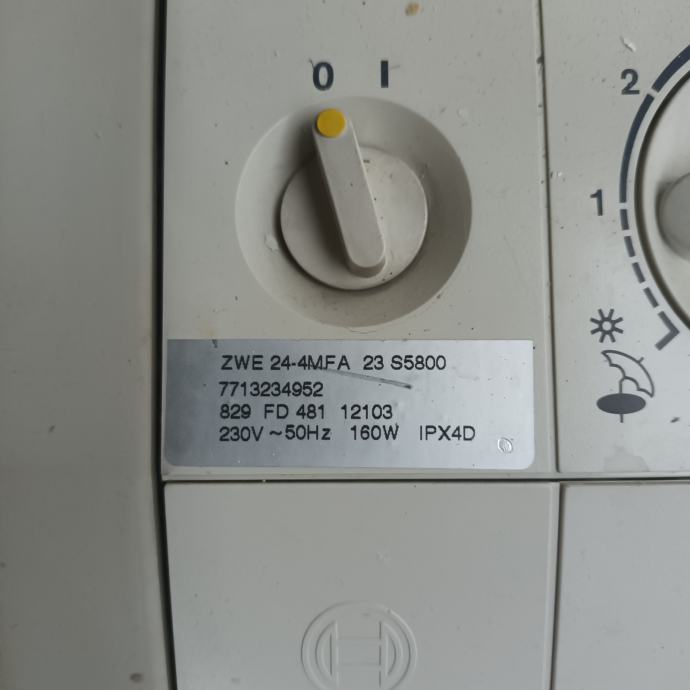 0 I
2
1
ZWE 24-4MFA 23 S5800
7713234952
829 FD 481 12103
230V ~ 50Hz 160W IPX4D